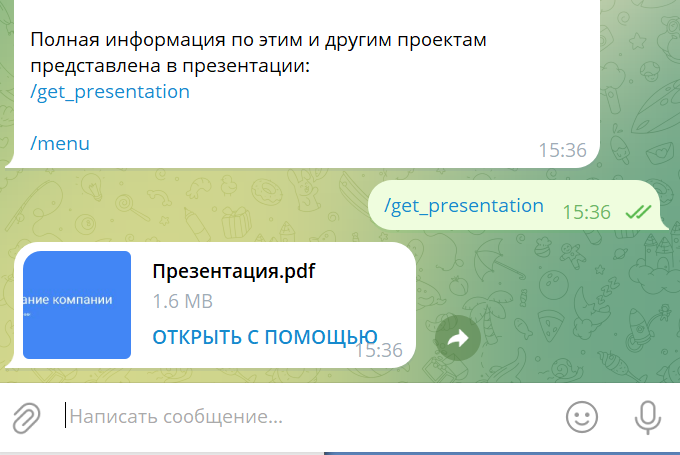 Полная информация по этим и другим проектам
представлена в презентации:
/get_presentation
/menu
15:36
/get_presentation
15:36
ание компании
Презентация.pdf
1.6 MB
ОТКРЫТЬ С ПОМОЩЬЮ
15:36
Написать сообщение...